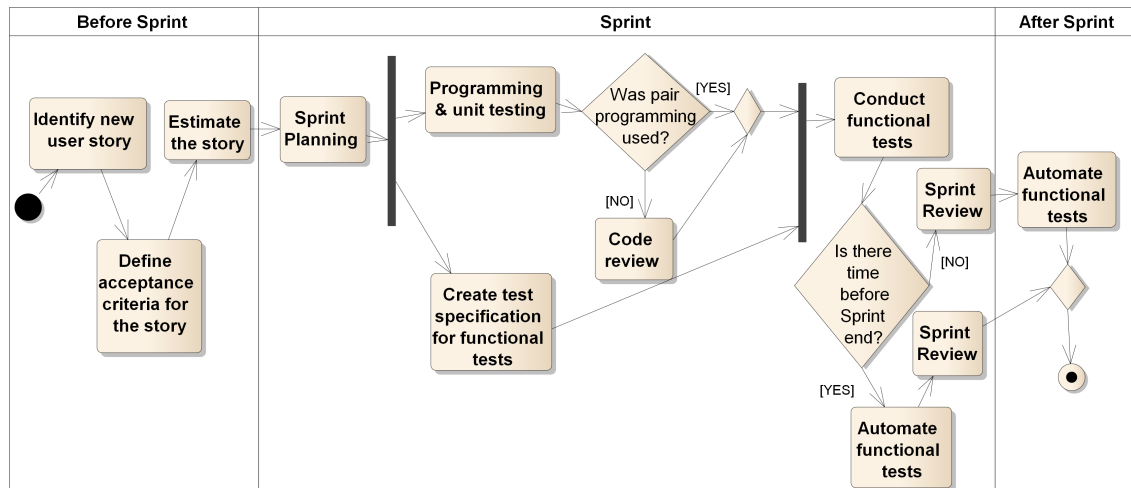 Before Sprint
Sprint
After Sprint
Identify new
user story
Estimate
the story
Define
acceptance
criteria for
the story
Sprint
Planning
Programming
& unit testing
Was pair
programming
used?
[YES]
[NO]
Code
review
Create test
specification
for functional
tests
Conduct
functional
tests
Is there
time
before
Sprint
end?
[NO]
Sprint
Review
[YES]
Automate
functional
tests
Sprint
Review
Automate
functional
tests